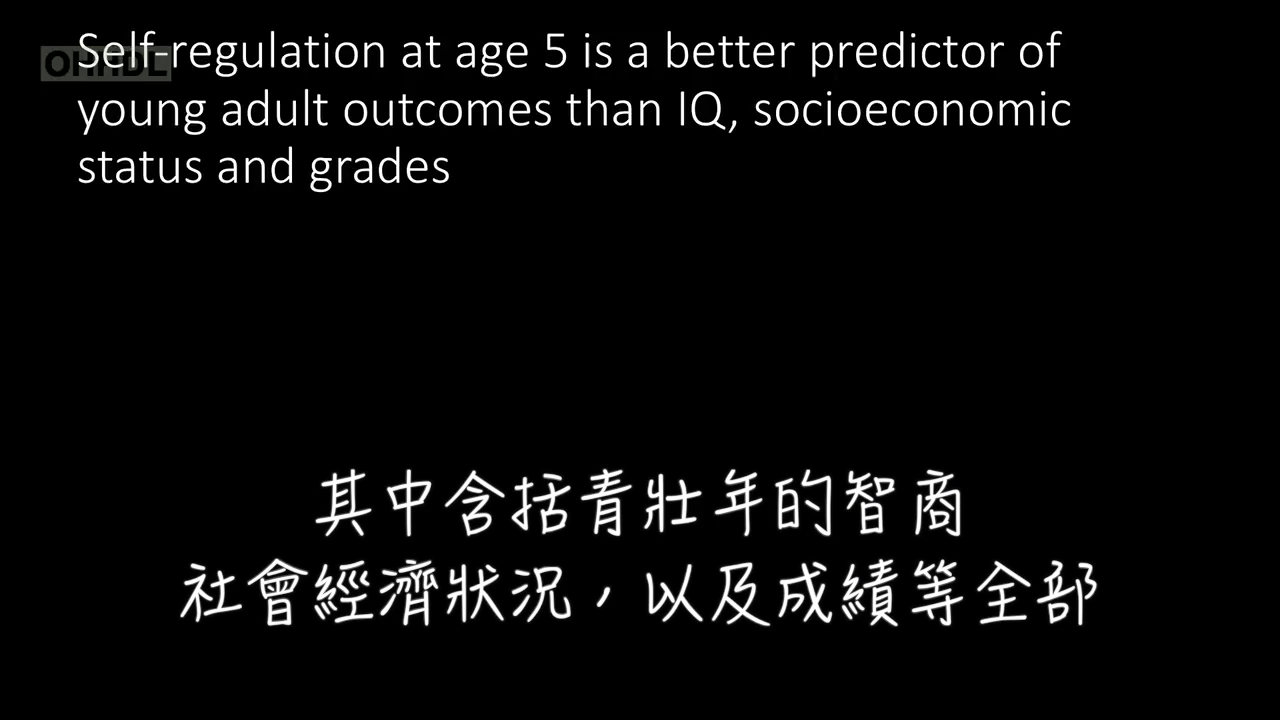 Self-regulation at age 5 is a better predictor of
young adult outcomes than IQ, socioeconomic
status and grades
其中含括青壯年的智商
社會經濟狀況，以及成績等全部